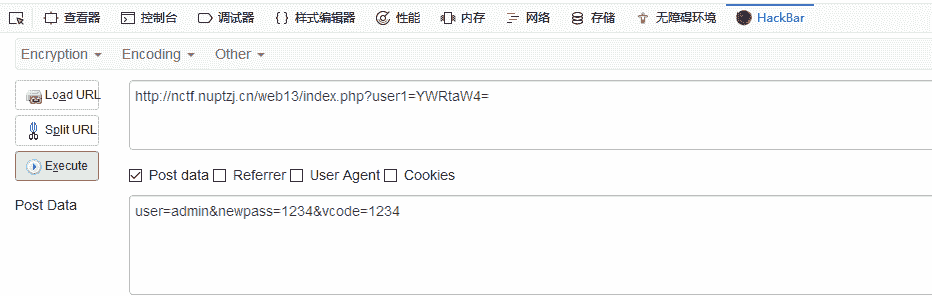 查看器 控制台 调试器 样式编辑器 性能 内存 网络 存储 无障碍环境 HackBar
Encryption Encoding Other
Load URL
http://nctf.nuptzj.cn/web13/index.php?user1=YWRtaW4=
Split URL
Execute
Post data Referrer User Agent Cookies
Post Data
user=admin&newpass=1234&vcode=1234